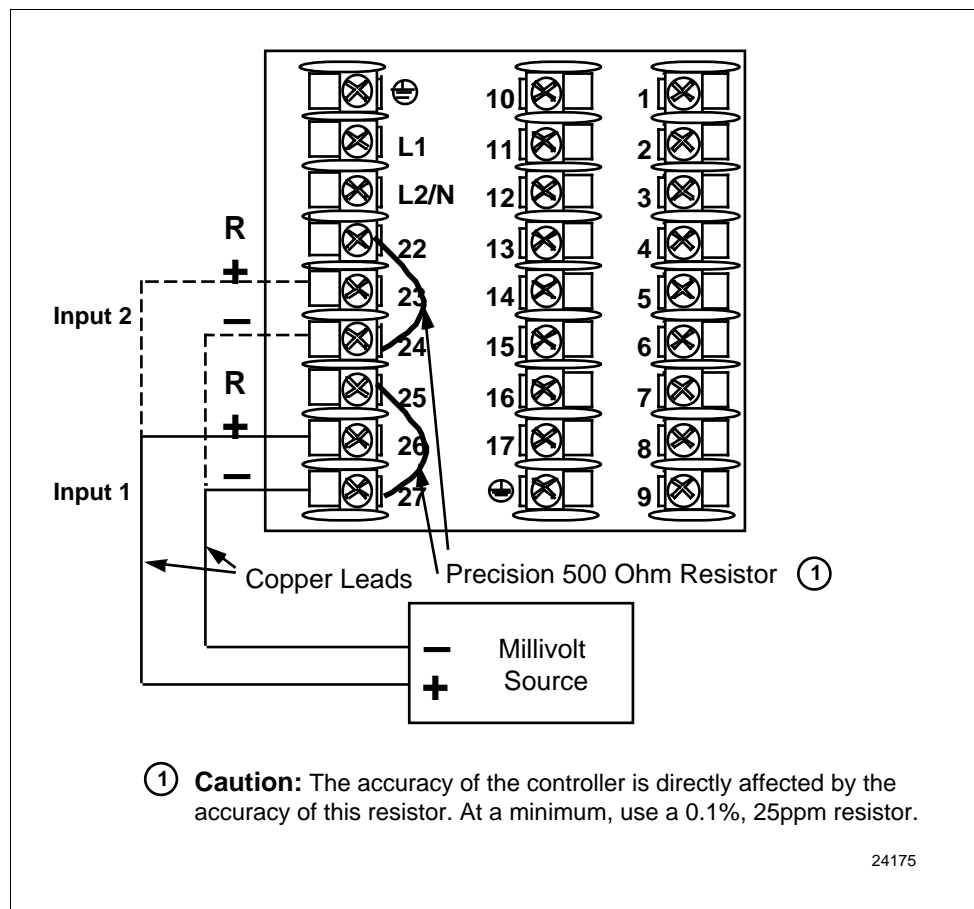 10 1
L1 11 2
L2/N 12 3
R 22 13 4
+ 23 14 5
Input 2
− 24 15 6
R 25 16 7
+ 26 17 8
Input 1
− 27 9
Copper Leads Precision 500 Ohm Resistor 1
− Millivolt
+ Source
1 Caution: The accuracy of the controller is directly affected by the
accuracy of this resistor. At a minimum, use a 0.1%, 25ppm resistor.
24175